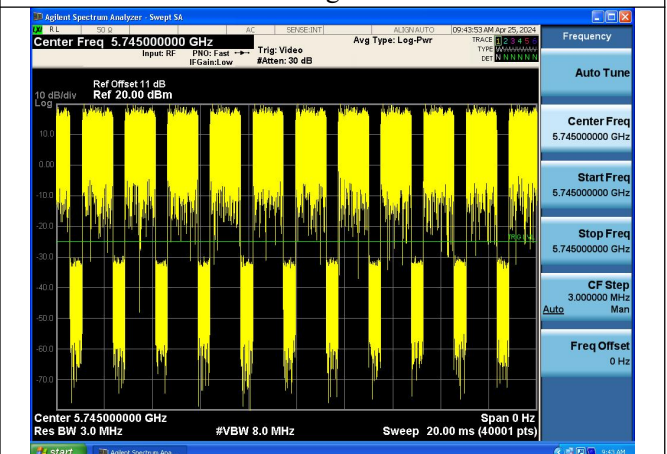 Agilent Spectrum Analyzer - Swept SA
RL 50 Ω AC SENSE:INT ALIGN AUTO 09:43:53 AM Apr 25, 2024
Center Freq 5.745000000 GHz
Input: RF PNO: Fast Trig: Video Avg Type: Log-Pwr TRACE 1 2 3 4 5 6
IFGain:Low #Atten: 30 dB TYPE
DET N N N N N N
Frequency
Auto Tune
Ref Offset 11 dB
10 dB/div Ref 20.00 dBm
Log
10.0
0.00
-10.0
-20.0
-30.0
-40.0
-50.0
-60.0
-70.0
Center Freq
5.745000000 GHz
Start Freq
5.745000000 GHz
Stop Freq
5.745000000 GHz
CF Step
3.000000 MHz
Auto Man
Freq Offset
0 Hz
Center 5.745000000 GHz Span 0 Hz
Res BW 3.0 MHz #VBW 8.0 MHz Sweep 20.00 ms (40001 pts)
start Agilent Spectrum Ana... 9:43 AM